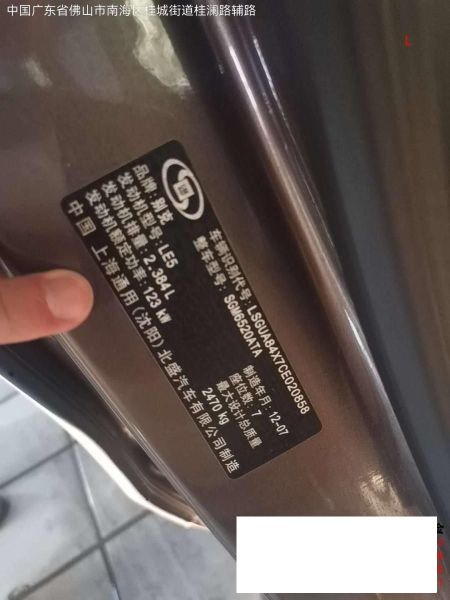 中国广东省佛山市南海区桂城街道桂澜路辅路
L
车辆识别代号: LSGUA84X7CE020858
整车型号: SGM6520ATA
品牌: 别克
制造年月: 12-07
发动机型号: LE5
座位数: 7
发动机排量: 2.384L
最大设计总质量
发动机额定功率: 123 kW
2470 kg
中国 上海通用(沈阳)北盛汽车有限公司制造